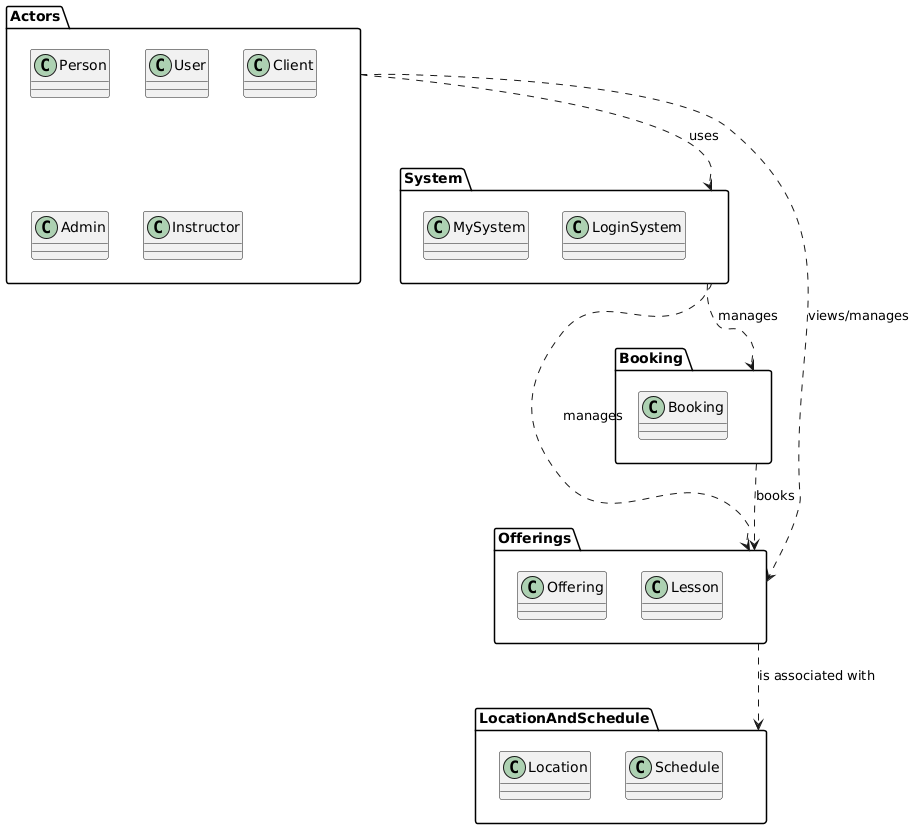 Actors
C Person
C User
C Client
uses
System
C Admin
C Instructor
C MySystem
C LoginSystem
manages
views/manages
Booking
C Booking
manages
books
Offerings
C Offering
C Lesson
is associated with
LocationAndSchedule
C Location
C Schedule